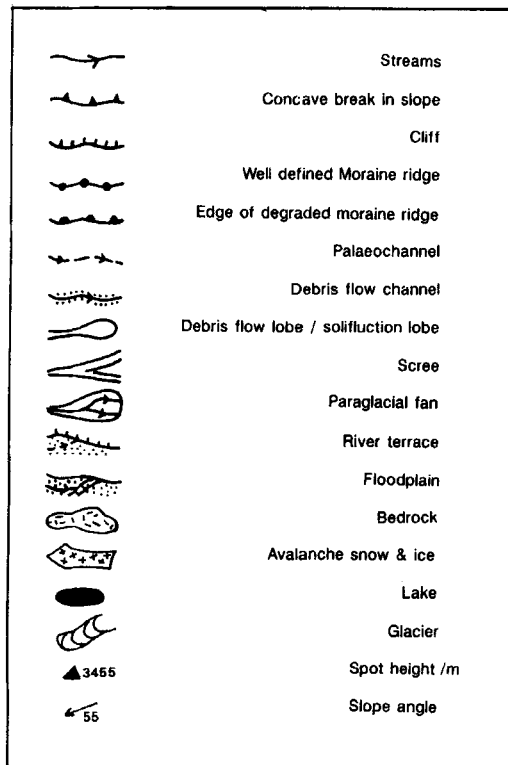 Streams
Concave break in slope
Cliff
Well defined Moraine ridge
Edge of degraded moraine ridge
Palaeochannel
Debris flow channel
Debris flow lobe / solifluction lobe
Scree
Paraglacial fan
River terrace
Floodplain
Bedrock
Avalanche snow & ice
Lake
Glacier
3455 Spot height /m
55 Slope angle